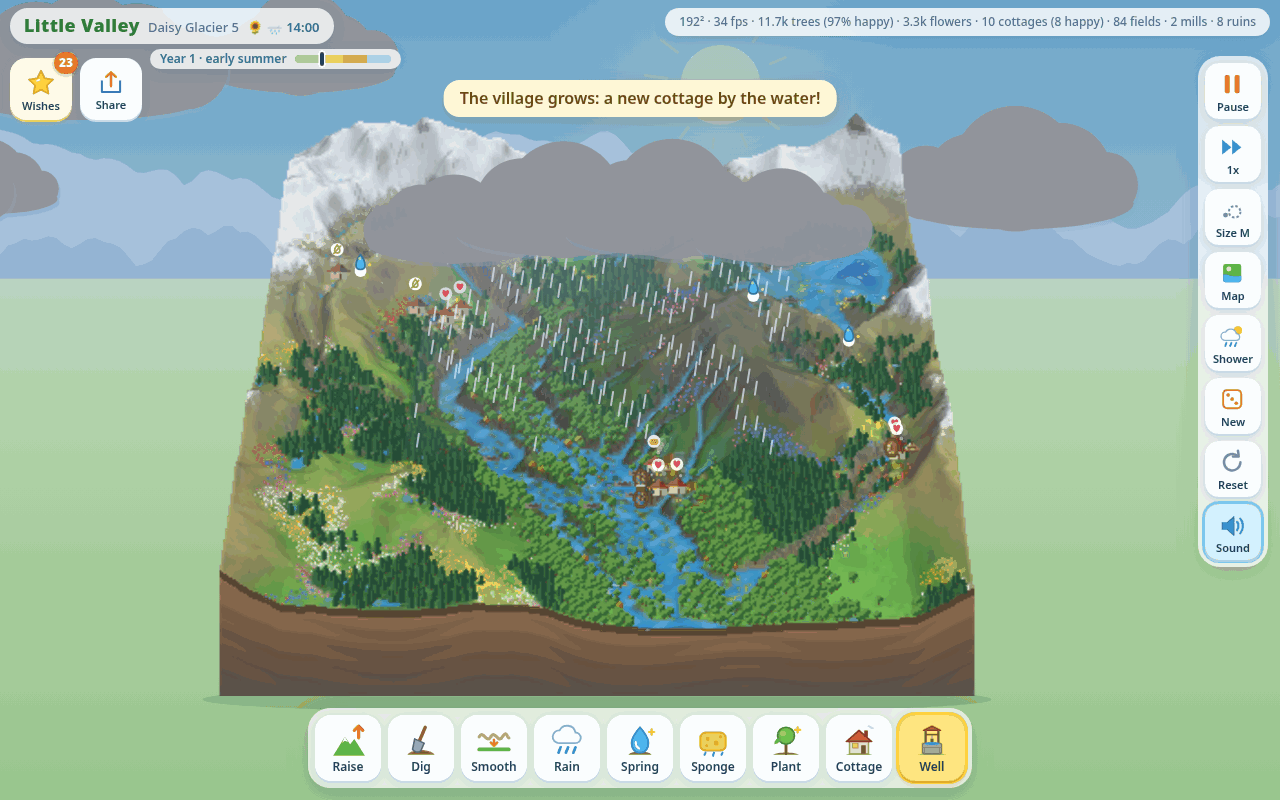 Little Valley Daisy Glacier 5 14:00
192² · 34 fps · 11.7k trees (97% happy) · 3.3k flowers · 10 cottages (8 happy) · 84 fields · 2 mills · 8 ruins
Year 1 · early summer
23
Wishes
Share
The village grows: a new cottage by the water!
Pause
1x
Size M
Map
Shower
New
Reset
Sound
Raise
Dig
Smooth
Rain
Spring
Sponge
Plant
Cottage
Well